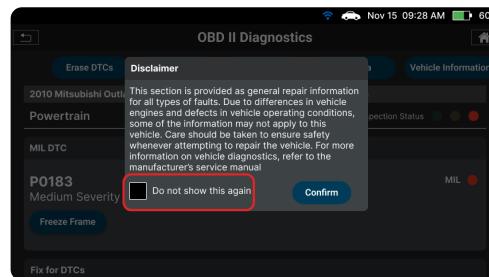 Nov 15 09:28 AM 60
OBD II Diagnostics
Erase DTCs
Vehicle Information
Disclaimer
This section is provided as general repair information
for all types of faults. Due to differences in vehicle
engines and defects in vehicle operating conditions,
some of the information may not apply to this
vehicle. Care should be taken to ensure safety
whenever attempting to repair the vehicle. For more
information on vehicle diagnostics, refer to the
manufacturer's service manual
Do not show this again
Confirm
2010 Mitsubishi
Powertrain
Status
MIL DTC
P0183
MIL
Medium Severity
Freeze Frame
Fix for DTCs